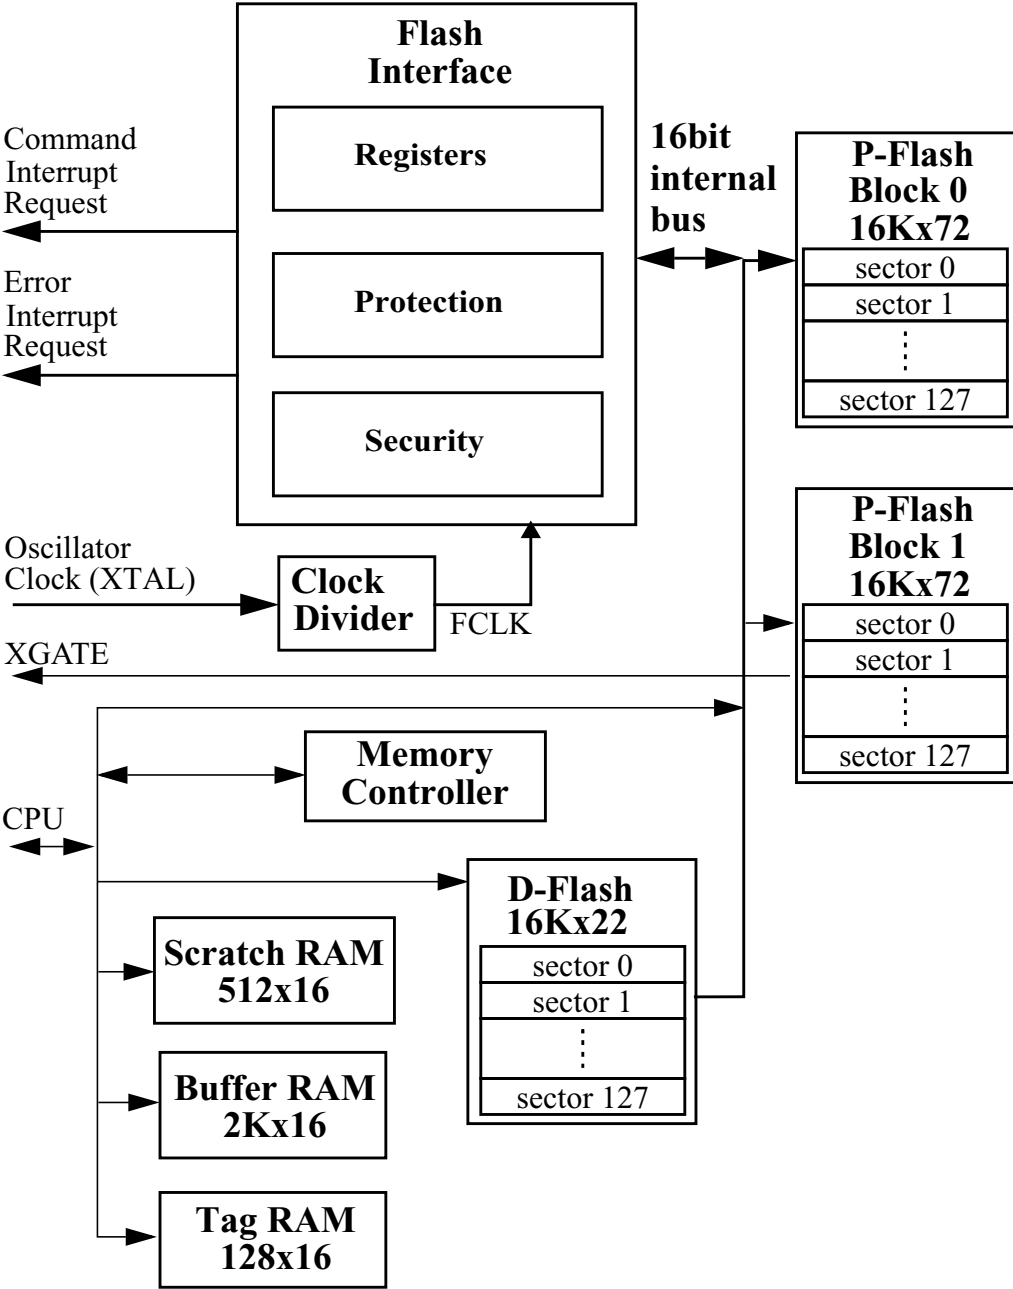 Flash
Interface
Registers
Protection
Security
Command
Interrupt
Request
Error
Interrupt
Request
16bit
internal
bus
P-Flash
Block 0
16Kx72
sector 0
sector 1
sector 127
Oscillator
Clock (XTAL)
Clock
Divider
FCLK
XGATE
P-Flash
Block 1
16Kx72
sector 0
sector 1
sector 127
Memory
Controller
CPU
D-Flash
16Kx22
sector 0
sector 1
sector 127
Scratch RAM
512x16
Buffer RAM
2Kx16
Tag RAM
128x16